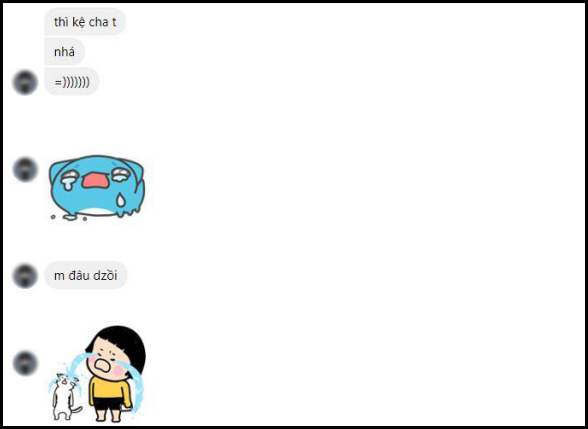 thì kệ cha t
nhá
=)))))))
m đâu dzồi